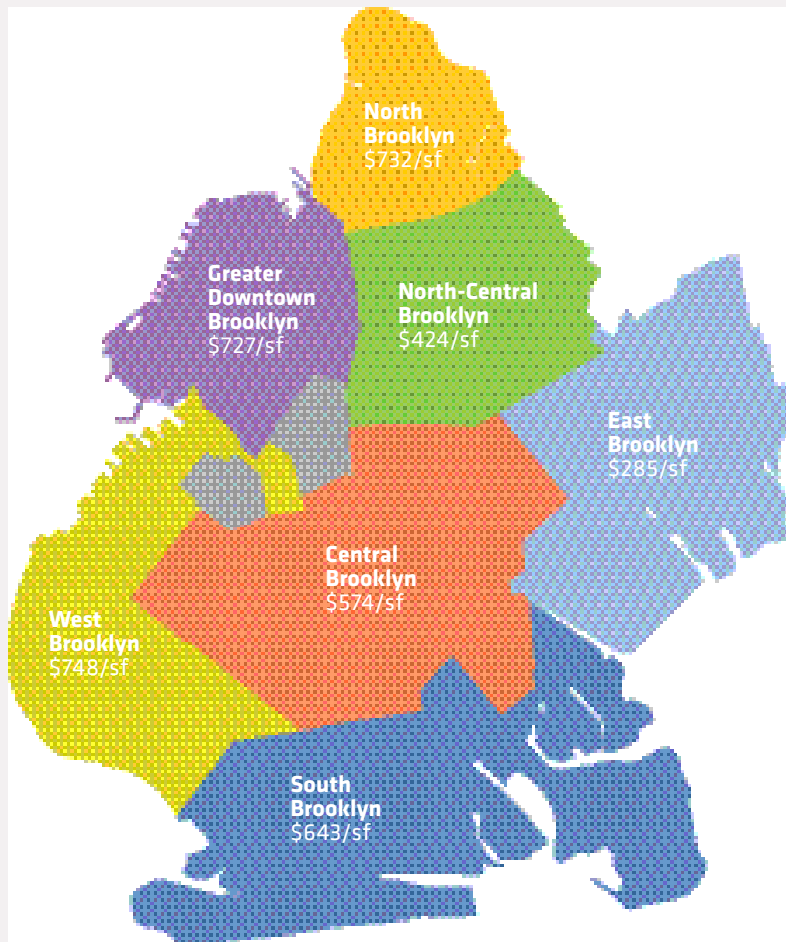 North
Brooklyn
$732/sf
Greater
Downtown
Brooklyn
$727/sf
North-Central
Brooklyn
$424/sf
East
Brooklyn
$285/sf
Central
Brooklyn
$574/sf
West
Brooklyn
$748/sf
South
Brooklyn
$643/sf